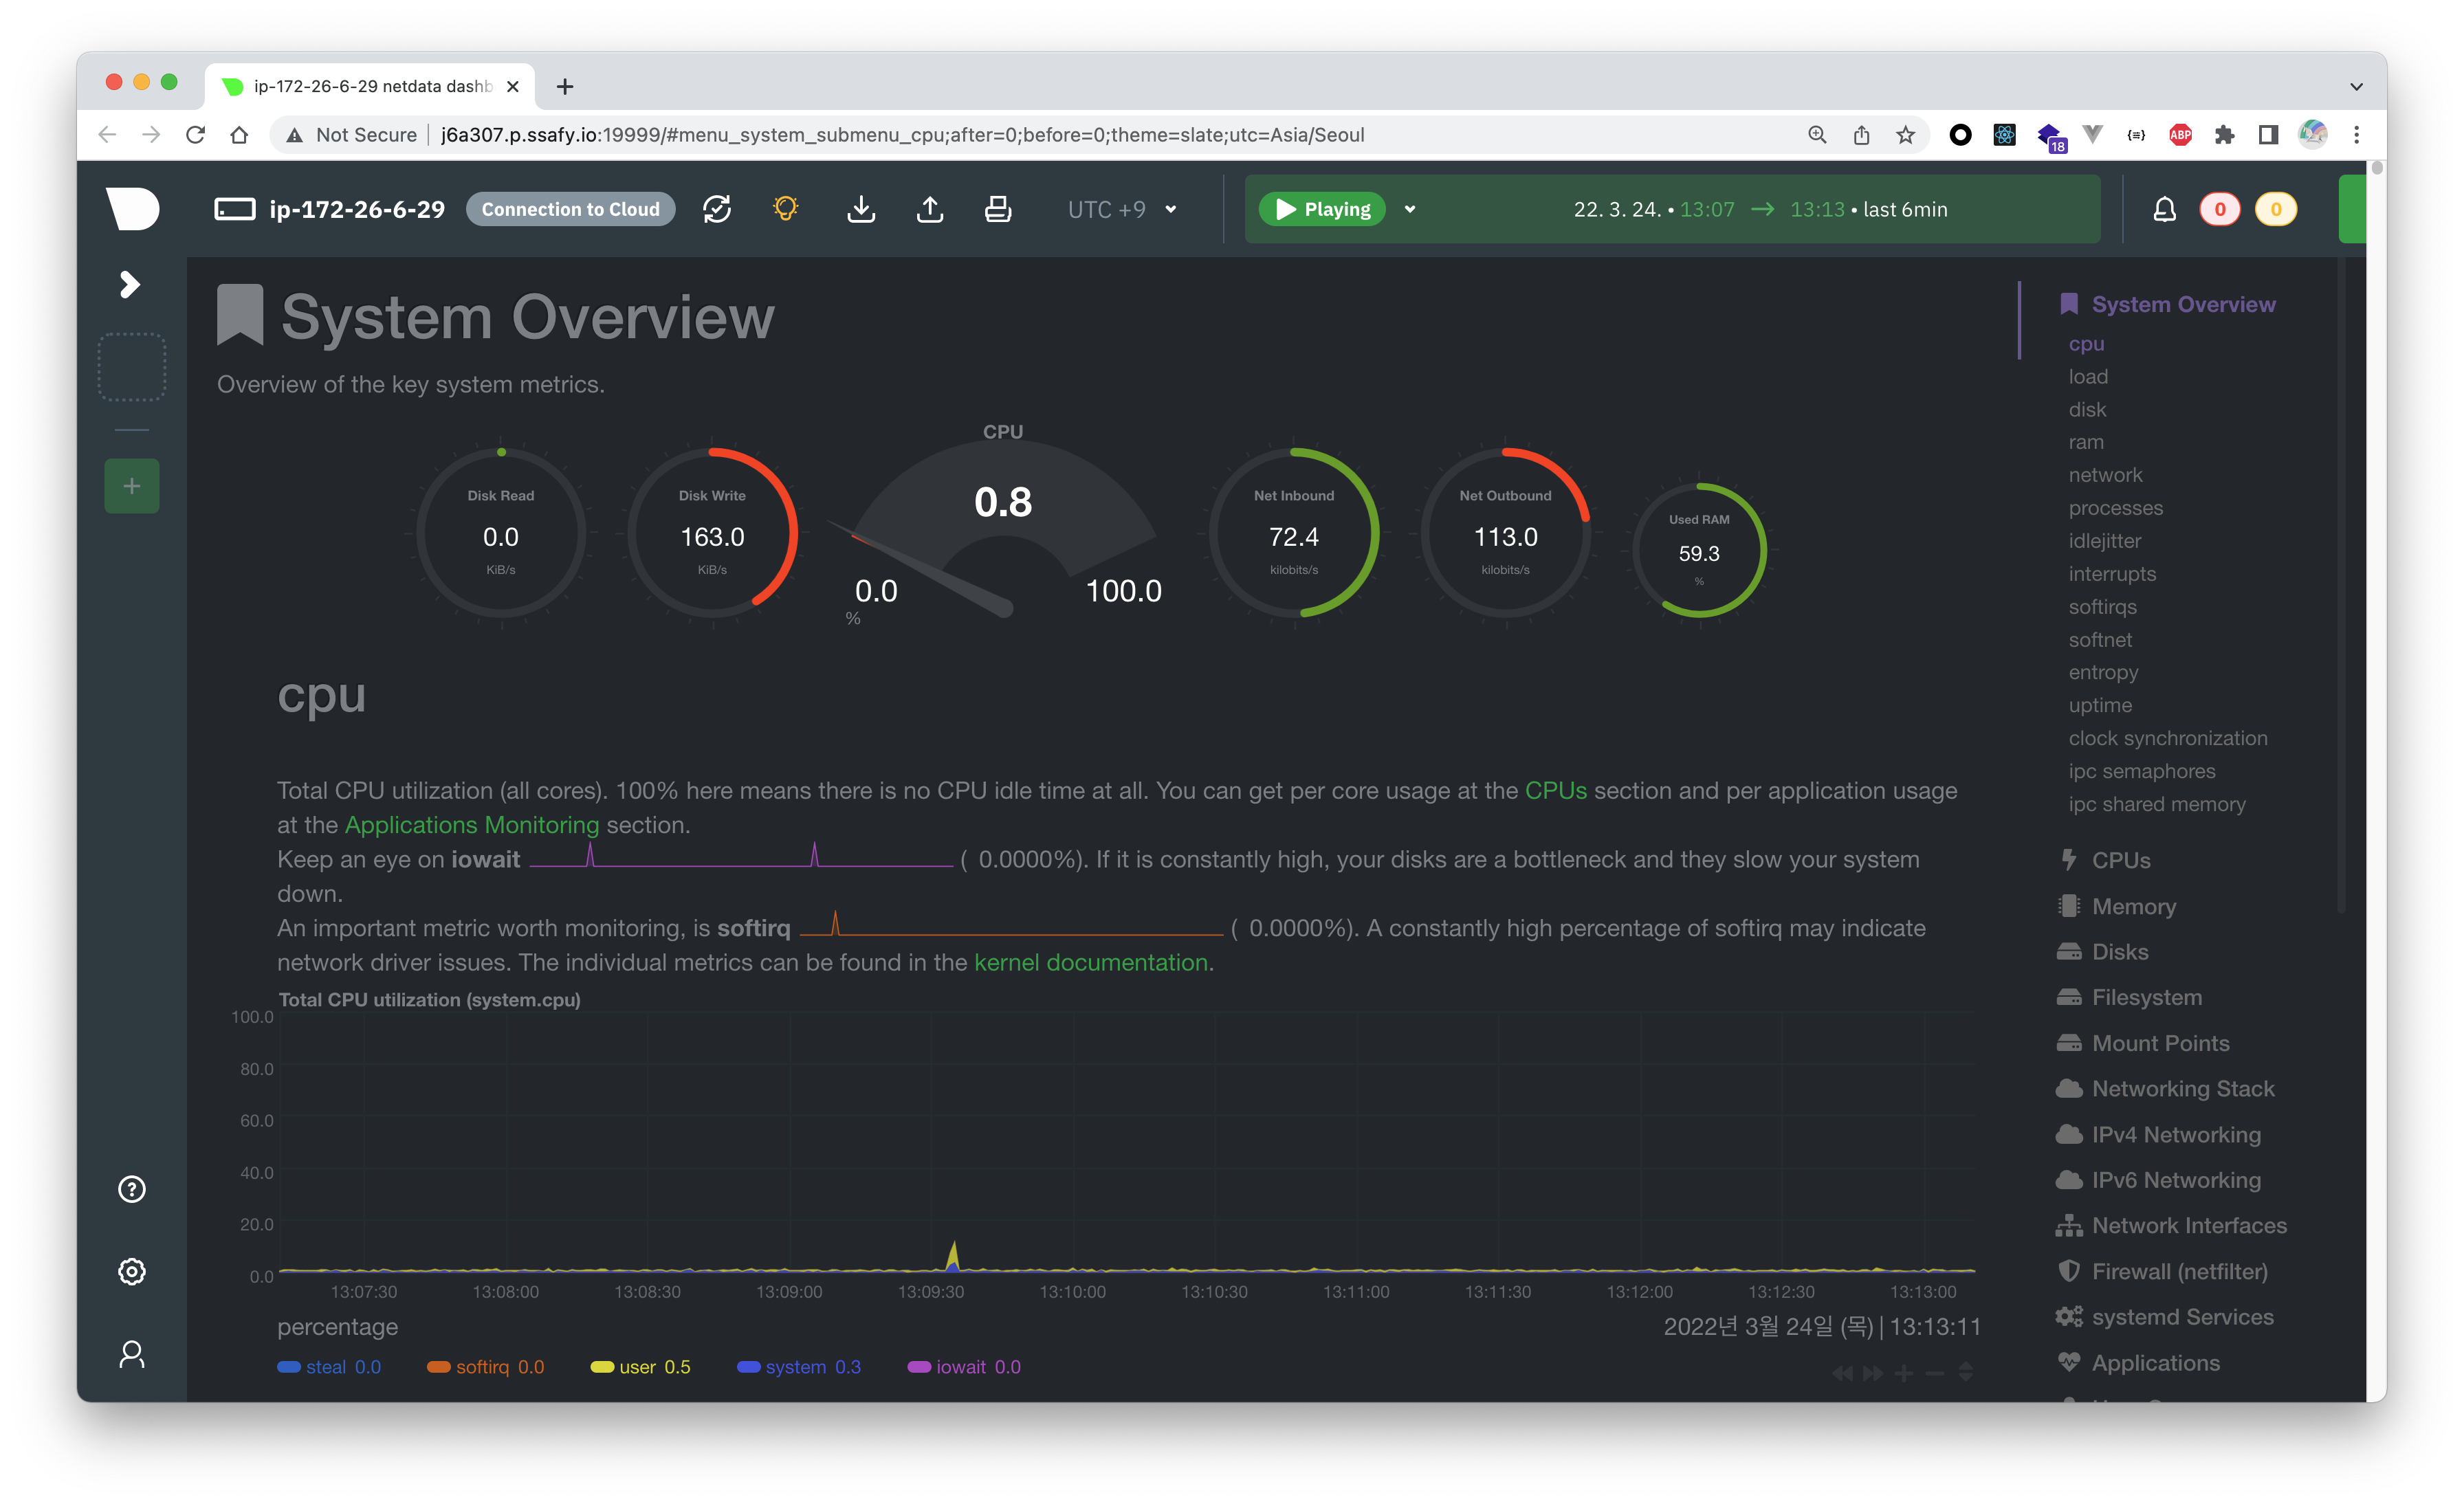 ip-172-26-6-29 netdata dashb
Not Secure
j6a307.p.ssafy.io:19999/#menu_system_submenu_cpu;after=0;before=0;theme=slate;utc=Asia/Seoul
18
ABP
ip-172-26-6-29
Connection to Cloud
UTC +9
Playing
22. 3. 24. • 13:07 → 13:13 • last 6min
0
0
System Overview
Overview of the key system metrics.
Disk Read
0.0
KiB/s
Disk Write
163.0
KiB/s
CPU
0.8
0.0
100.0
%
Net Inbound
72.4
kilobits/s
Net Outbound
113.0
kilobits/s
Used RAM
59.3
%
cpu
Total CPU utilization (all cores). 100% here means there is no CPU idle time at all. You can get per core usage at the CPUs section and per application usage
at the Applications Monitoring section.
Keep an eye on iowait ( 0.0000%). If it is constantly high, your disks are a bottleneck and they slow your system
down.
An important metric worth monitoring, is softirq ( 0.0000%). A constantly high percentage of softirq may indicate
network driver issues. The individual metrics can be found in the kernel documentation.
Total CPU utilization (system.cpu)
100.0
80.0
60.0
40.0
20.0
0.0
13:07:30 13:08:00 13:08:30 13:09:00 13:09:30 13:10:00 13:10:30 13:11:00 13:11:30 13:12:00 13:12:30 13:13:00
percentage
2022년 3월 24일 (목) | 13:13:11
steal 0.0 softirq 0.0 user 0.5 system 0.3 iowait 0.0
System Overview
cpu
load
disk
ram
network
processes
idlejitter
interrupts
softirqs
softnet
entropy
uptime
clock synchronization
ipc semaphores
ipc shared memory
CPUs
Memory
Disks
Filesystem
Mount Points
Networking Stack
IPv4 Networking
IPv6 Networking
Network Interfaces
Firewall (netfilter)
systemd Services
Applications